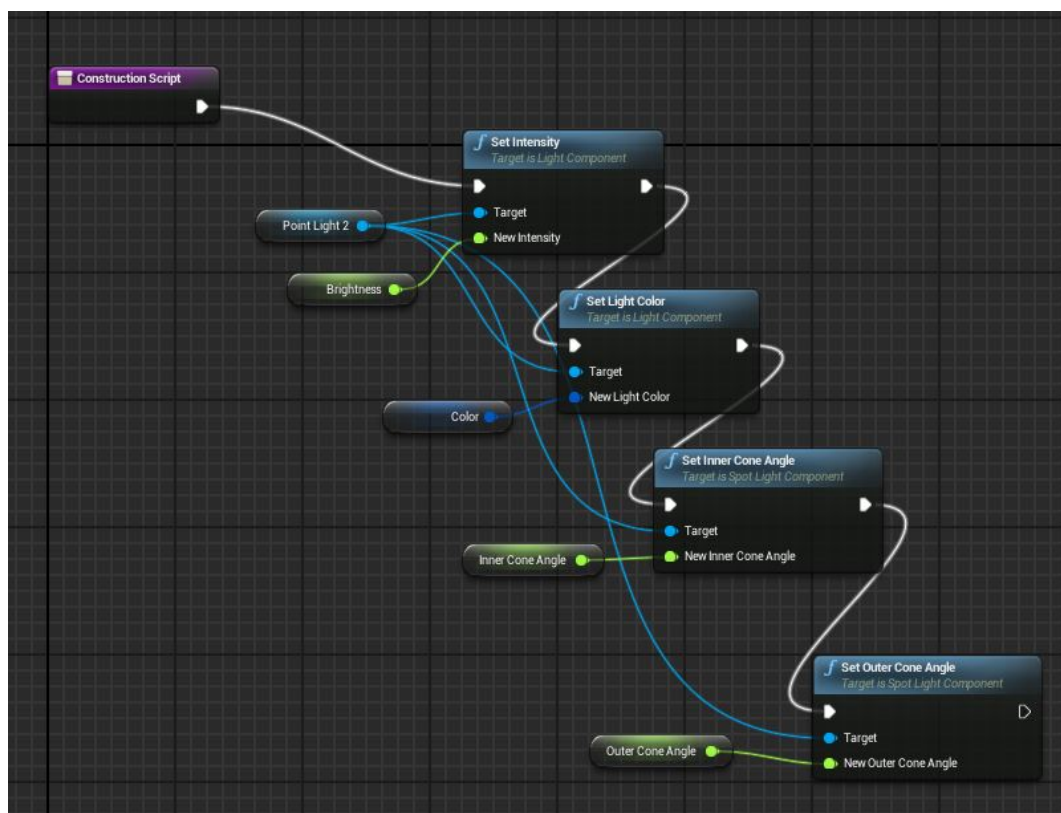 Construction Script
Set Intensity
Target is Light Component
Target
New Intensity
Point Light 2
Brightness
Set Light Color
Target is Light Component
Target
New Light Color
Color
Set Inner Cone Angle
Target is Spot Light Component
Target
New Inner Cone Angle
Inner Cone Angle
Set Outer Cone Angle
Target is Spot Light Component
Target
New Outer Cone Angle
Outer Cone Angle